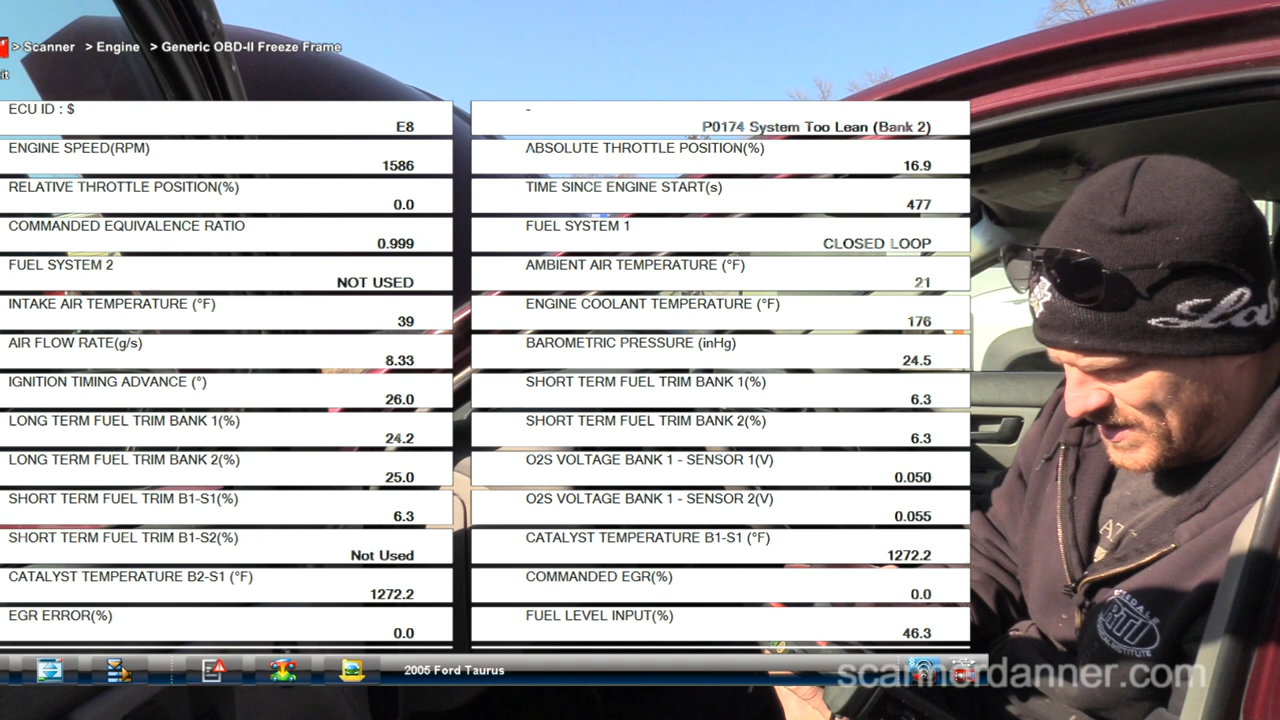 > Scanner > Engine > Generic OBD-II Freeze Frame
it
ECU ID : $
E8
-
P0174 System Too Lean (Bank 2)
ENGINE SPEED(RPM)
1586
ABSOLUTE THROTTLE POSITION(%)
16.9
RELATIVE THROTTLE POSITION(%)
0.0
TIME SINCE ENGINE START(s)
477
COMMANDED EQUIVALENCE RATIO
0.999
FUEL SYSTEM 1
CLOSED LOOP
FUEL SYSTEM 2
NOT USED
AMBIENT AIR TEMPERATURE (°F)
21
INTAKE AIR TEMPERATURE (°F)
39
ENGINE COOLANT TEMPERATURE (°F)
176
AIR FLOW RATE(g/s)
8.33
BAROMETRIC PRESSURE (inHg)
24.5
IGNITION TIMING ADVANCE (°)
26.0
SHORT TERM FUEL TRIM BANK 1(%)
6.3
LONG TERM FUEL TRIM BANK 1(%)
24.2
SHORT TERM FUEL TRIM BANK 2(%)
6.3
LONG TERM FUEL TRIM BANK 2(%)
25.0
O2S VOLTAGE BANK 1 - SENSOR 1(V)
0.050
SHORT TERM FUEL TRIM B1-S1(%)
6.3
O2S VOLTAGE BANK 1 - SENSOR 2(V)
0.055
SHORT TERM FUEL TRIM B1-S2(%)
Not Used
CATALYST TEMPERATURE B1-S1 (°F)
1272.2
CATALYST TEMPERATURE B2-S1 (°F)
1272.2
COMMANDED EGR(%)
0.0
EGR ERROR(%)
0.0
FUEL LEVEL INPUT(%)
46.3
2005 Ford Taurus
scannerdanner.com